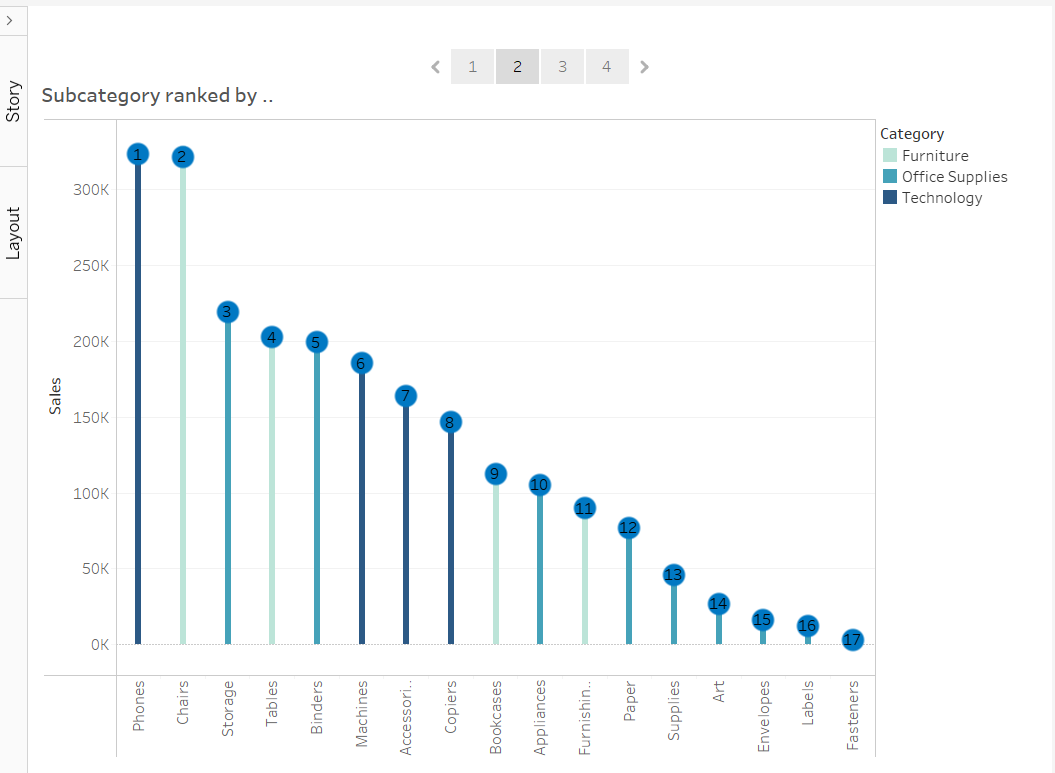 Story
Layout
1 2 3 4
Subcategory ranked by ..
Category
Furniture
Office Supplies
Technology
Sales
300K
250K
200K
150K
100K
50K
0K
1
2
3
4
5
6
7
8
9
10
11
12
13
14
15
16
17
Phones
Chairs
Storage
Tables
Binders
Machines
Accessori..
Copiers
Bookcases
Appliances
Furnishin..
Paper
Supplies
Art
Envelopes
Labels
Fasteners